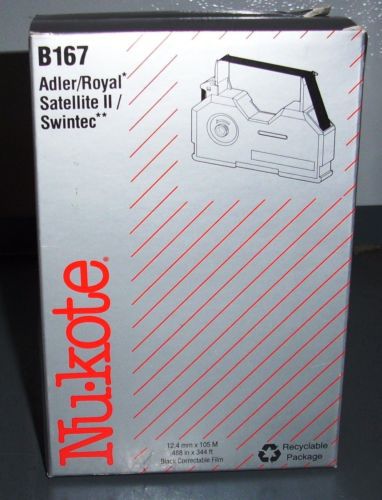 B167
Adler/Royal*
Satellite II /
Swintec**
Nu·kote®
12.4 mm x 105 M
.488 in x 344 ft
Black Correctable Film
Recyclable
Package